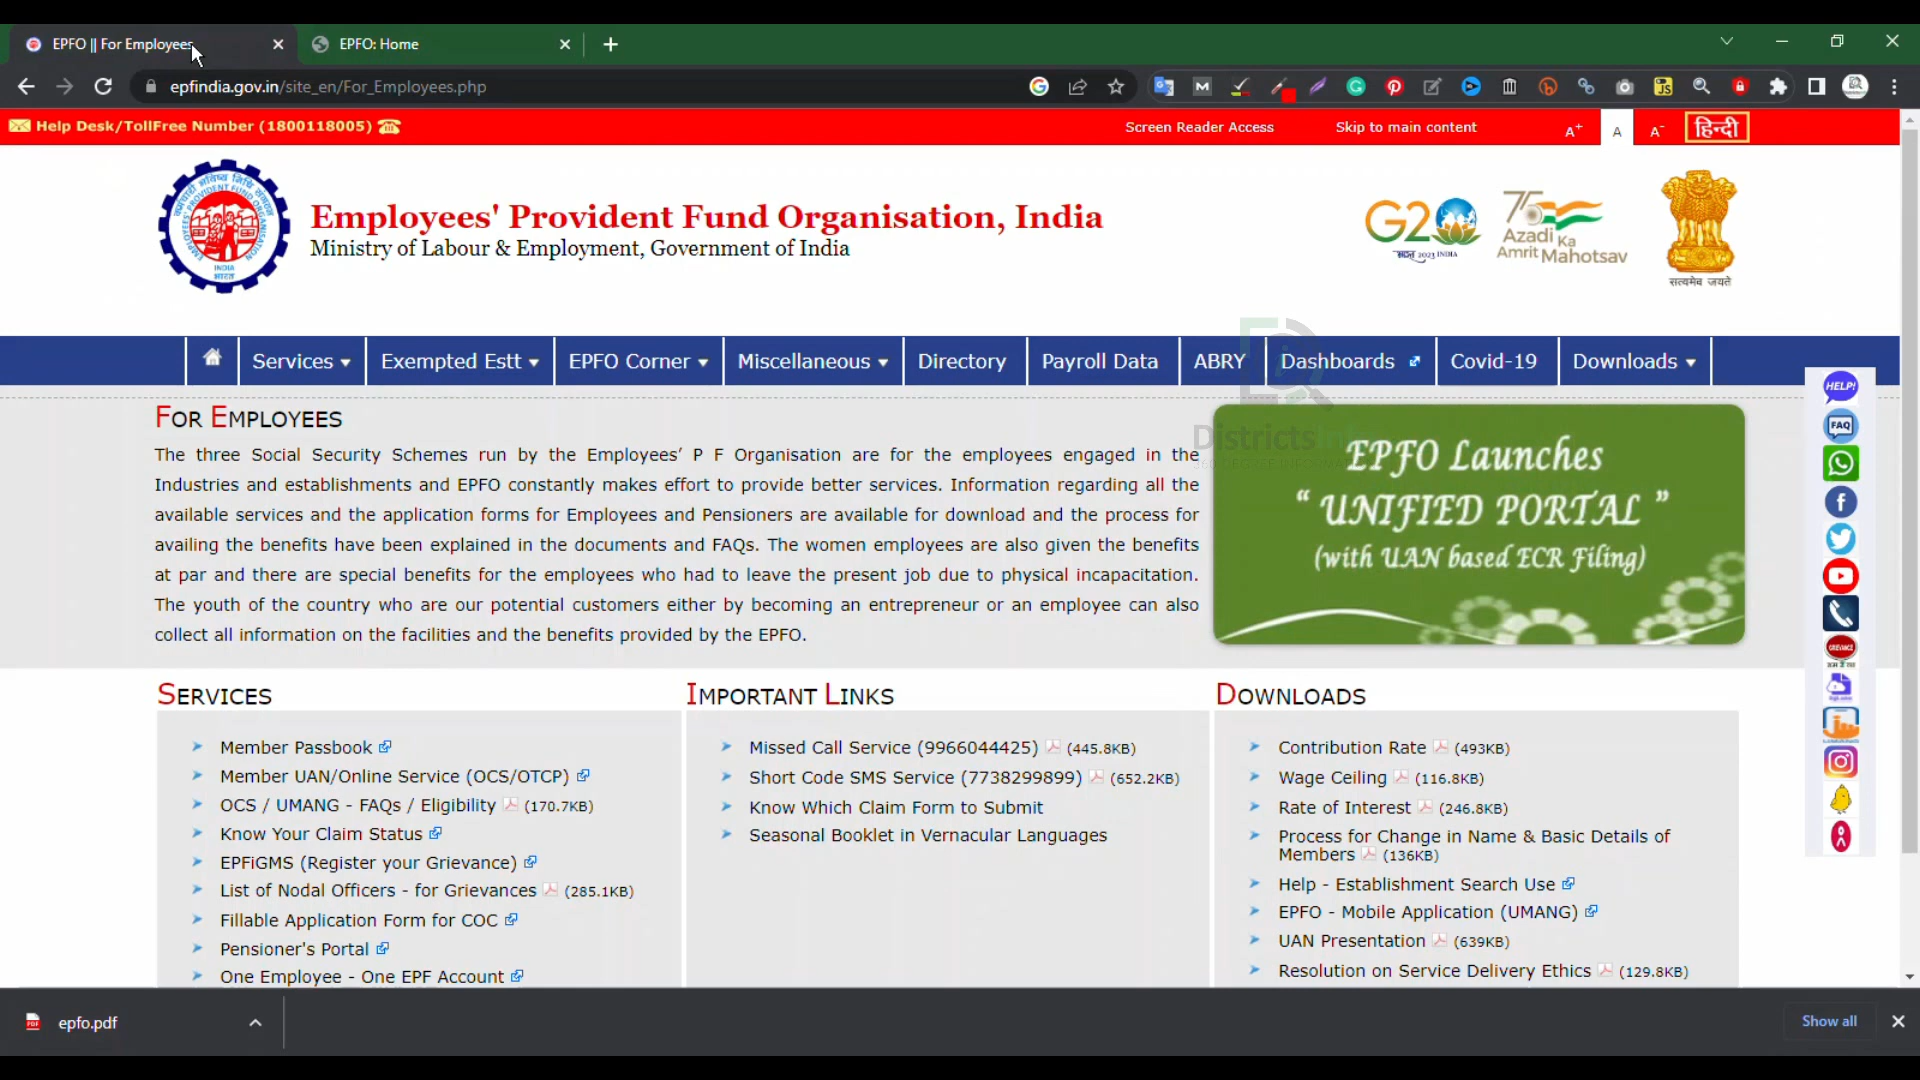 EPFO || For Employees
EPFO: Home
epfindia.gov.in/site_en/For_Employees.php
Help Desk/TollFree Number (1800118005)
Screen Reader Access
Skip to main content
A+
A
A-
हिन्दी
Employees' Provident Fund Organisation, India
Ministry of Labour & Employment, Government of India
G20
भारत 2023 INDIA
75
Azadi Ka
Amrit Mahotsav
सत्यमेव जयते
INDIA
भारत
Services
Exempted Estt
EPFO Corner
Miscellaneous
Directory
Payroll Data
ABRY
Dashboards
Covid-19
Downloads
HELP!
FAQ
FOR EMPLOYEES
The three Social Security Schemes run by the Employees' P F Organisation are for the employees engaged in the
Industries and establishments and EPFO constantly makes effort to provide better services. Information regarding all the
available services and the application forms for Employees and Pensioners are available for download and the process for
availing the benefits have been explained in the documents and FAQs. The women employees are also given the benefits
at par and there are special benefits for the employees who had to leave the present job due to physical incapacitation.
The youth of the country who are our potential customers either by becoming an entrepreneur or an employee can also
collect all information on the facilities and the benefits provided by the EPFO.
Districts
EPFO Launches
“ UNIFIED PORTAL ”
(with UAN based ECR Filing)
SERVICES
Member Passbook
Member UAN/Online Service (OCS/OTCP)
OCS / UMANG - FAQs / Eligibility (170.7KB)
Know Your Claim Status
EPFiGMS (Register your Grievance)
List of Nodal Officers - for Grievances (285.1KB)
Fillable Application Form for COC
Pensioner's Portal
One Employee - One EPF Account
IMPORTANT LINKS
Missed Call Service (9966044425) (445.8KB)
Short Code SMS Service (7738299899) (652.2KB)
Know Which Claim Form to Submit
Seasonal Booklet in Vernacular Languages
DOWNLOADS
Contribution Rate (493KB)
Wage Ceiling (116.8KB)
Rate of Interest (246.8KB)
Process for Change in Name & Basic Details of
Members (136KB)
Help - Establishment Search Use
EPFO - Mobile Application (UMANG)
UAN Presentation (639KB)
Resolution on Service Delivery Ethics (129.8KB)
epfo.pdf
Show all